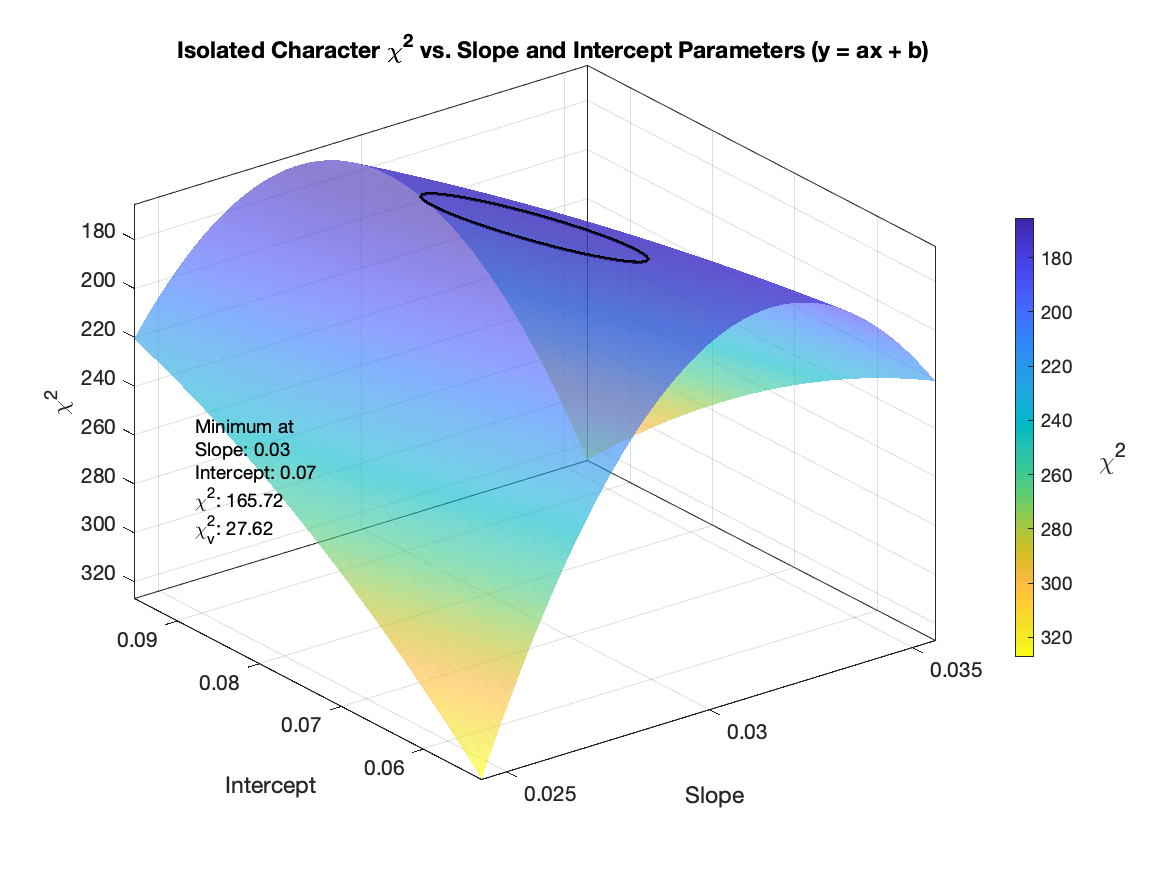 Isolated Character χ² vs. Slope and Intercept Parameters (y = ax + b)
180
200
220
240
260
280
300
320
χ²
Minimum at
Slope: 0.03
Intercept: 0.07
χ²: 165.72
χ²ᵥ: 27.62
0.09
0.08
0.07
0.06
Intercept
0.025
0.03
0.035
Slope
180
200
220
240
260
280
300
320
χ²